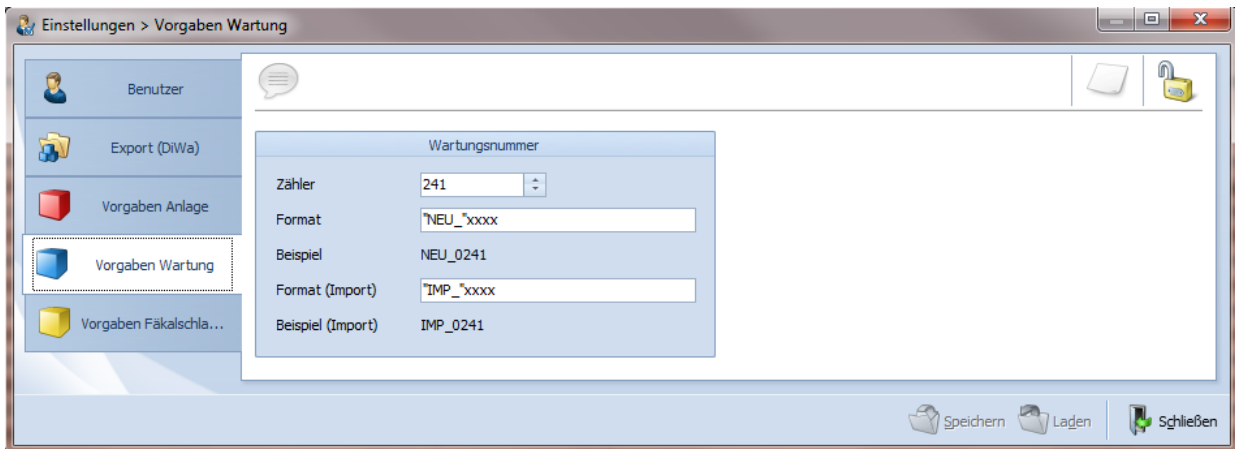 Einstellungen > Vorgaben Wartung
Benutzer
Export (DiWa)
Vorgaben Anlage
Vorgaben Wartung
Vorgaben Fäkalschla...
Wartungsnummer
Zähler 241
Format "NEU_"xxxx
Beispiel NEU_0241
Format (Import) "IMP_"xxxx
Beispiel (Import) IMP_0241
Speichern Laden Schließen